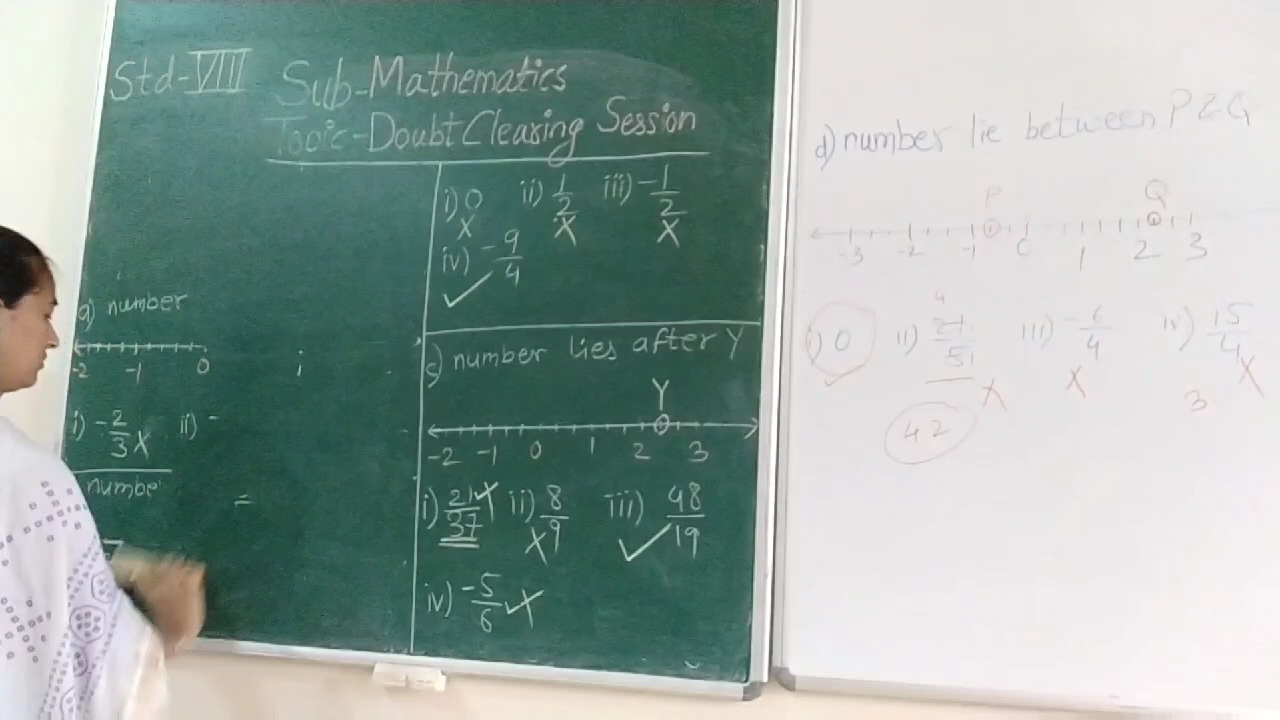 Std-VIII Sub-Mathematics
Topic-Doubt Clearing Session
a) number
-2 -1 0
i) -2/3 X ii) -
number
=
i) 0 X ii) 1/2 X iii) -1/2 X
iv) -9/4 ✓
c) number lies after Y
Y
-2 -1 0 1 2 3
i) 21/37 X ii) 8/9 X iii) 48/19 ✓
iv) -5/6 X
d) number lie between P & Q
P Q
-3 -2 -1 0 1 2 3
i) 0 ✓ ii) 21/51 X iii) -6/4 X iv) 15/4 X
4
3
42